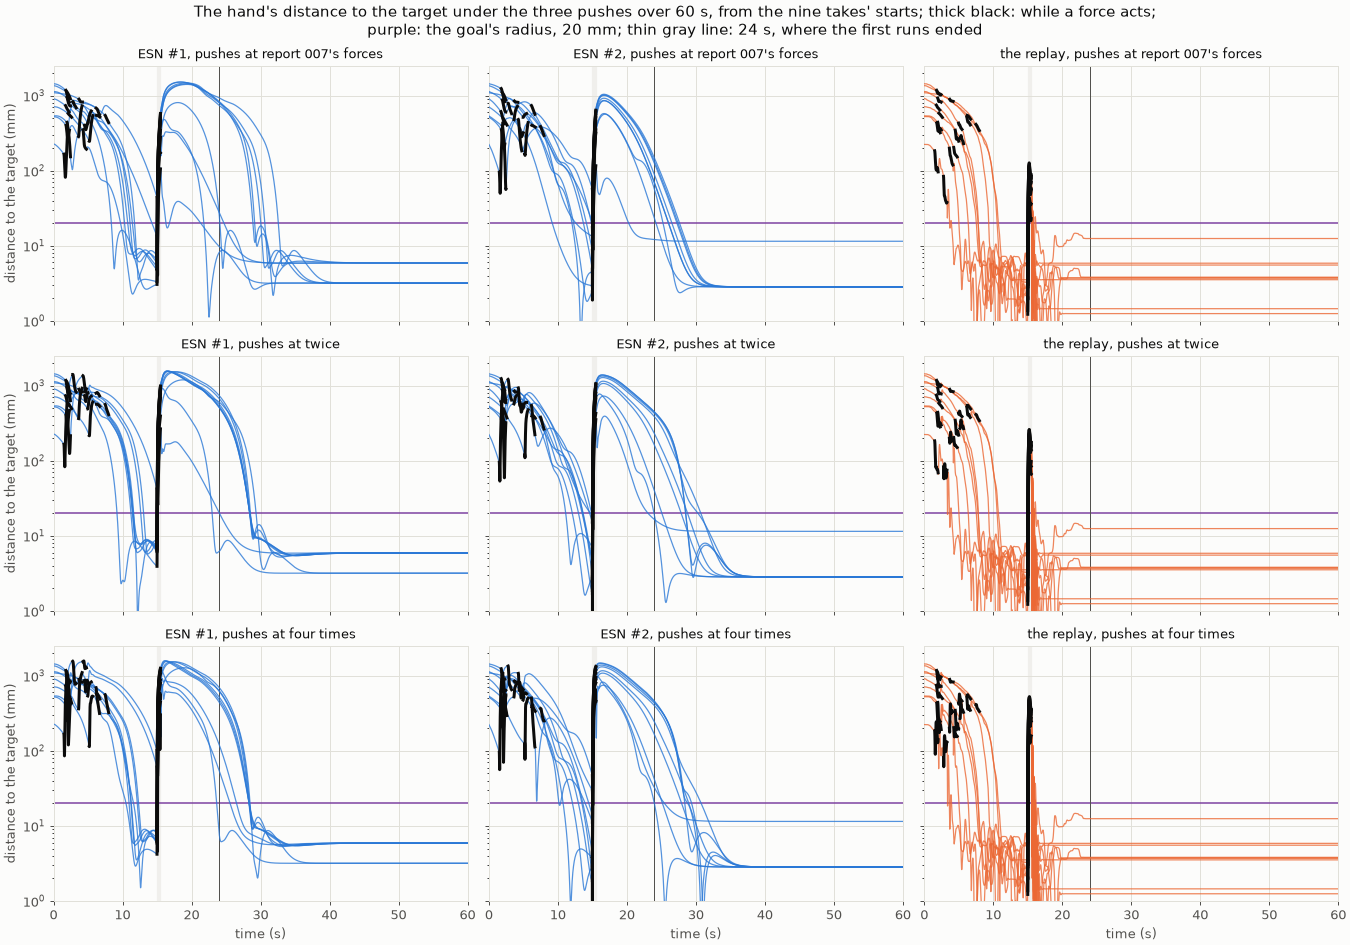 The hand's distance to the target under the three pushes over 60 s, from the nine takes' starts; thick black: while a force acts;
purple: the goal's radius, 20 mm; thin gray line: 24 s, where the first runs ended
ESN #1, pushes at report 007's forces
ESN #2, pushes at report 007's forces
the replay, pushes at report 007's forces
distance to the target (mm)
10³
10²
10¹
10⁰
ESN #1, pushes at twice
ESN #2, pushes at twice
the replay, pushes at twice
distance to the target (mm)
10³
10²
10¹
10⁰
ESN #1, pushes at four times
ESN #2, pushes at four times
the replay, pushes at four times
distance to the target (mm)
10³
10²
10¹
10⁰
0 10 20 30 40 50 60
0 10 20 30 40 50 60
0 10 20 30 40 50 60
time (s)
time (s)
time (s)